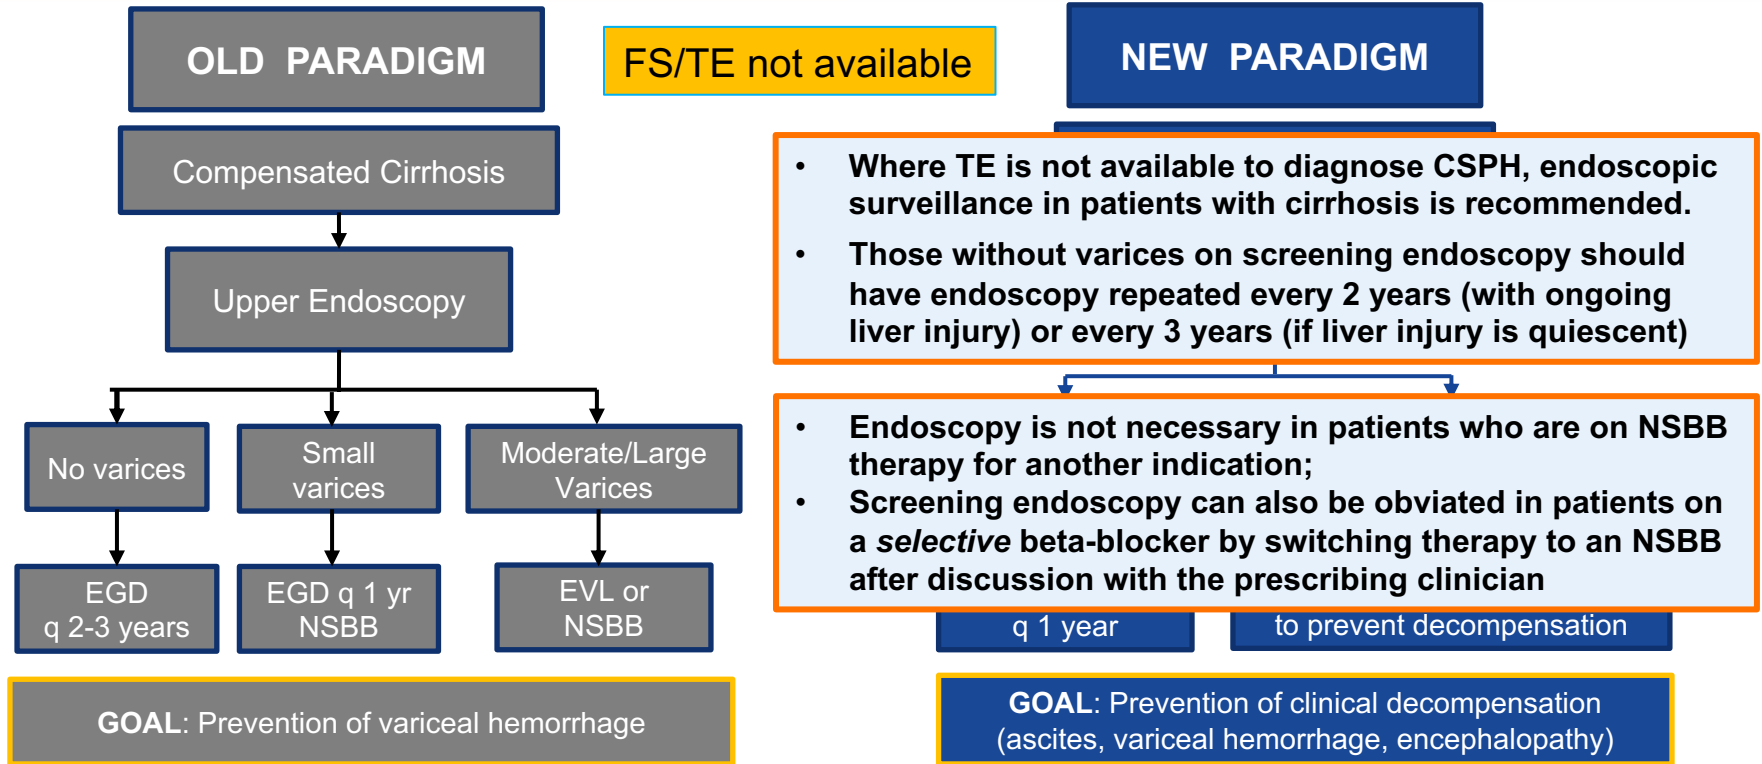 OLD PARADIGM
FS/TE not available
NEW PARADIGM
Compensated Cirrhosis
Upper Endoscopy
No varices
Small
varices
Moderate/Large
Varices
EGD
q 2-3 years
EGD q 1 yr
NSBB
EVL or
NSBB
GOAL: Prevention of variceal hemorrhage
• Where TE is not available to diagnose CSPH, endoscopic
surveillance in patients with cirrhosis is recommended.
• Those without varices on screening endoscopy should
have endoscopy repeated every 2 years (with ongoing
liver injury) or every 3 years (if liver injury is quiescent)
• Endoscopy is not necessary in patients who are on NSBB
therapy for another indication;
• Screening endoscopy can also be obviated in patients on
a selective beta-blocker by switching therapy to an NSBB
after discussion with the prescribing clinician
q 1 year
to prevent decompensation
GOAL: Prevention of clinical decompensation
(ascites, variceal hemorrhage, encephalopathy)